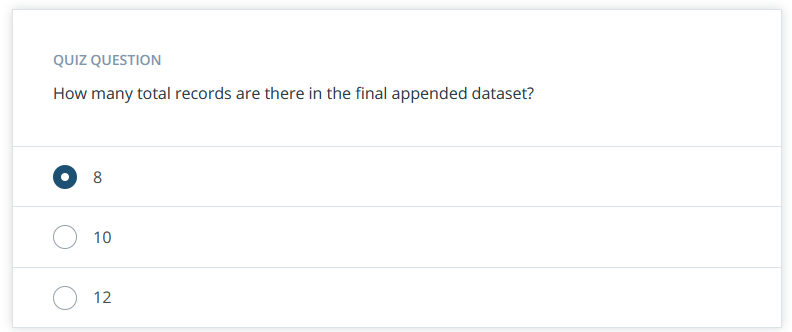 QUIZ QUESTION
How many total records are there in the final appended dataset?
8
10
12